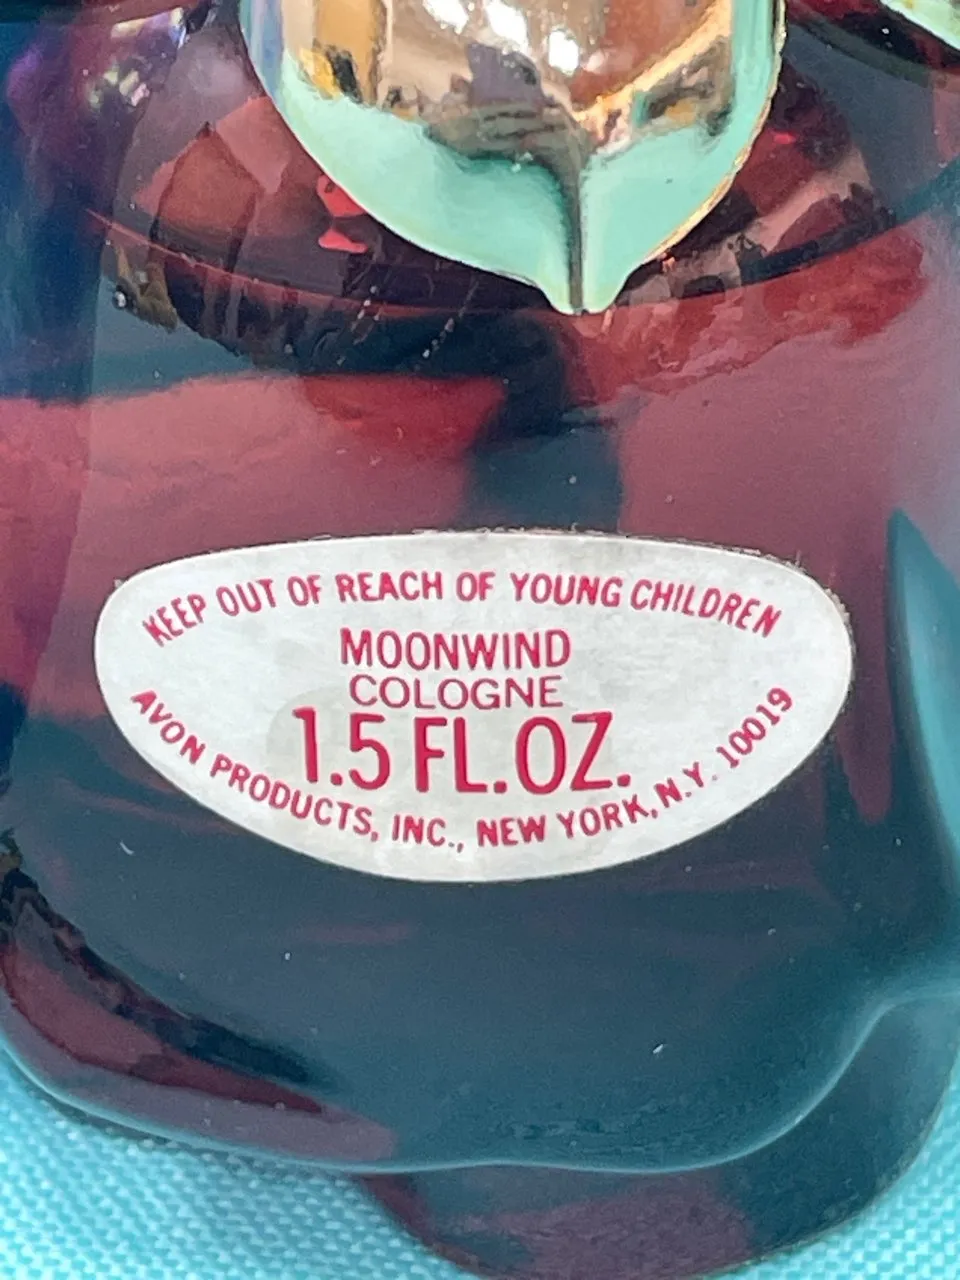 KEEP OUT OF REACH OF YOUNG CHILDREN
MOONWIND
COLOGNE
1.5 FL.OZ.
AVON PRODUCTS, INC., NEW YORK, N.Y. 10019